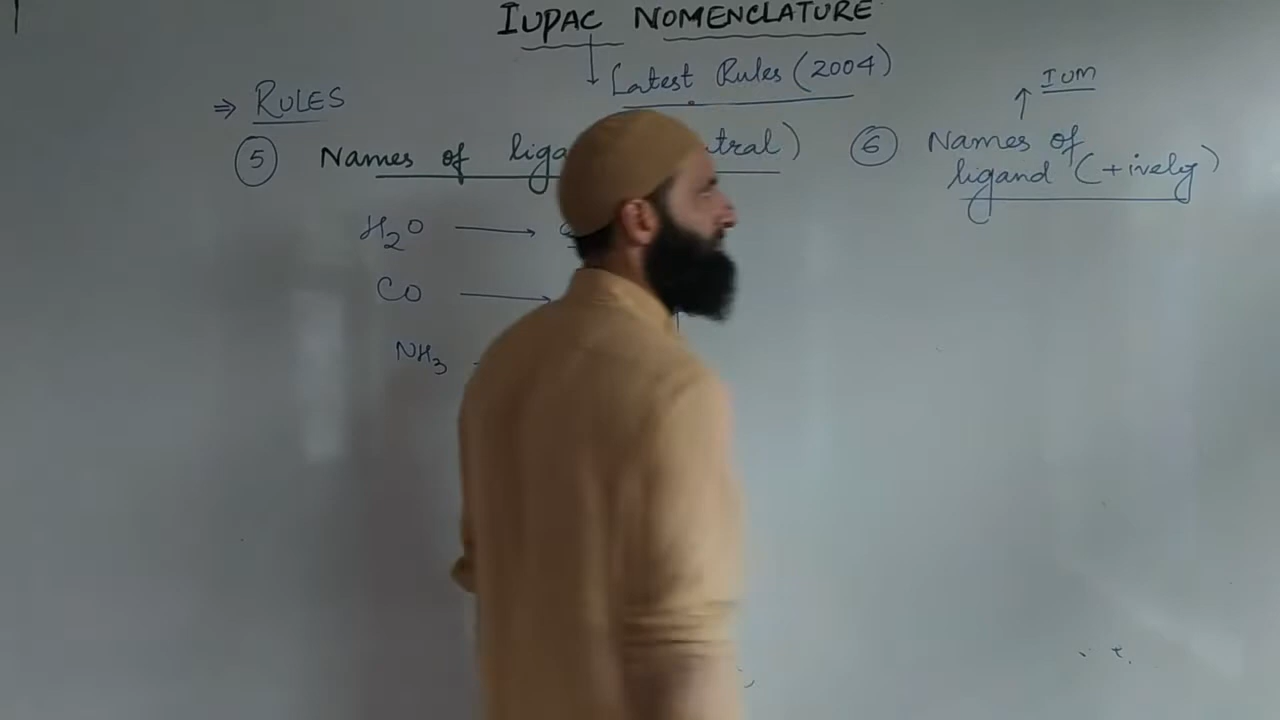 IUPAC NOMENCLATURE
↓ Latest Rules (2004)
⇒ RULES
⑤ Names of
H₂O →
CO →
NH₃
↑ IUM
⑥ Names of
ligand (+ively)